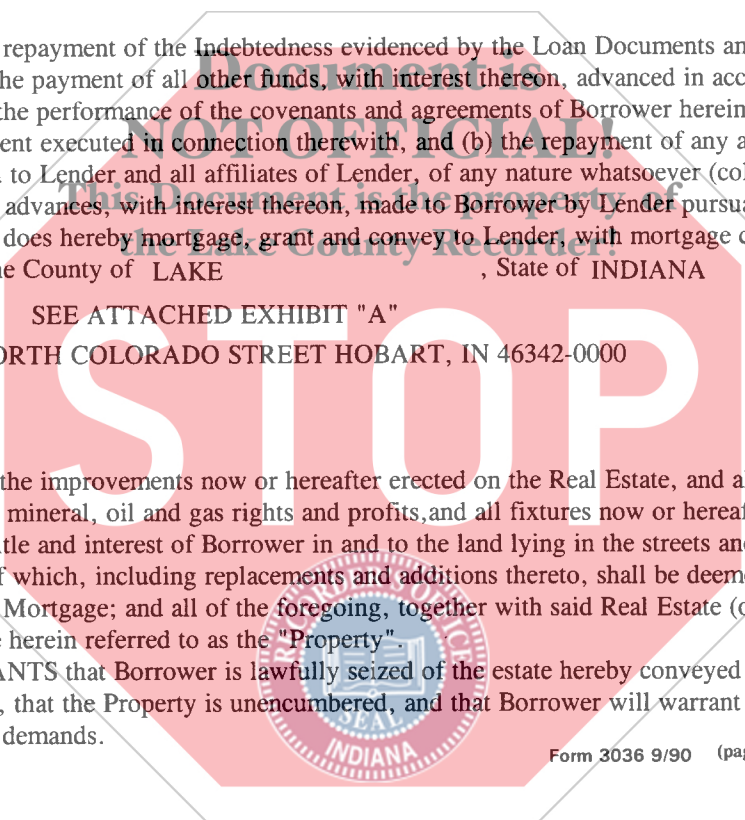 repayment of the Indebtedness evidenced by the Loan Documents an
Document is
he payment of all other funds, with interest thereon, advanced in acc
the performance of the covenants and agreements of Borrower herein
NOT OFFICIAL!
ent executed in connection therewith, and (b) the repayment of any a
to Lender and all affiliates of Lender, of any nature whatsoever (col
This Document is the property of
advances, with interest thereon, made to Borrower by Lender pursua
does hereby mortgage, grant and convey to Lender, with mortgage c
the Lake County Recorder!
e County of LAKE , State of INDIANA
SEE ATTACHED EXHIBIT "A"
ORTH COLORADO STREET HOBART, IN 46342-0000
STOP
the improvements now or hereafter erected on the Real Estate, and a
mineral, oil and gas rights and profits,and all fixtures now or hereaf
tle and interest of Borrower in and to the land lying in the streets an
f which, including replacements and additions thereto, shall be deem
Mortgage; and all of the foregoing, together with said Real Estate (o
e herein referred to as the "Property".
ANTS that Borrower is lawfully seized of the estate hereby conveyed
, that the Property is unencumbered, and that Borrower will warrant
demands.
RECORDER'S OFFICE
SEAL
INDIANA
Form 3036 9/90 (pag